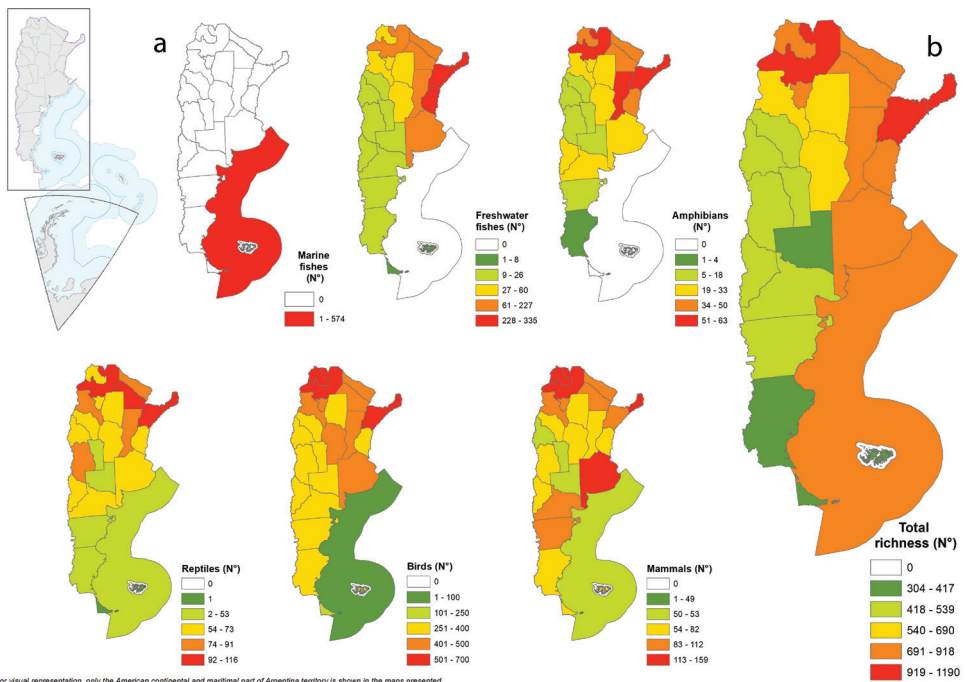 a
b
Marine
fishes
(N°)
0
1 - 574
Freshwater
fishes (N°)
0
1 - 8
9 - 26
27 - 60
61 - 227
228 - 335
Amphibians
(N°)
0
1 - 4
5 - 18
19 - 33
34 - 50
51 - 63
Reptiles (N°)
0
1
2 - 53
54 - 73
74 - 91
92 - 116
Birds (N°)
0
1 - 100
101 - 250
251 - 400
401 - 500
501 - 700
Mammals (N°)
0
1 - 49
50 - 53
54 - 82
83 - 112
113 - 159
Total
richness (N°)
0
304 - 417
418 - 539
540 - 690
691 - 918
919 - 1190
or visual representation, only the American continental and maritimal part of Argentina territory is shown in the maps presented